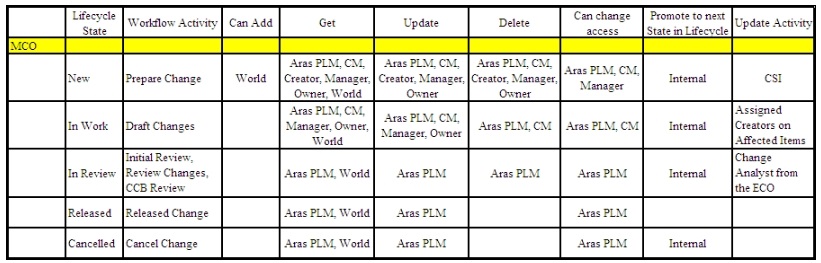 Lifecycle State Workflow Activity Can Add Get Update Delete Can change access Promote to next State in Lifecycle Update Activity
MCO
New Prepare Change World Aras PLM, CM, Creator, Manager, Owner, World Aras PLM, CM, Creator, Manager, Owner Aras PLM, CM, Creator, Manager, Owner Aras PLM, CM, Manager Internal CSI
In Work Draft Changes Aras PLM, CM, Manager, Owner, World Aras PLM, CM, Manager, Owner Aras PLM, CM Aras PLM, CM Internal Assigned Creators on Affected Items
In Review Initial Review, Review Changes, CCB Review Aras PLM, World Aras PLM Aras PLM Aras PLM Internal Change Analyst from the ECO
Released Released Change Aras PLM, World Aras PLM Aras PLM
Cancelled Cancel Change Aras PLM, World Aras PLM Aras PLM Internal